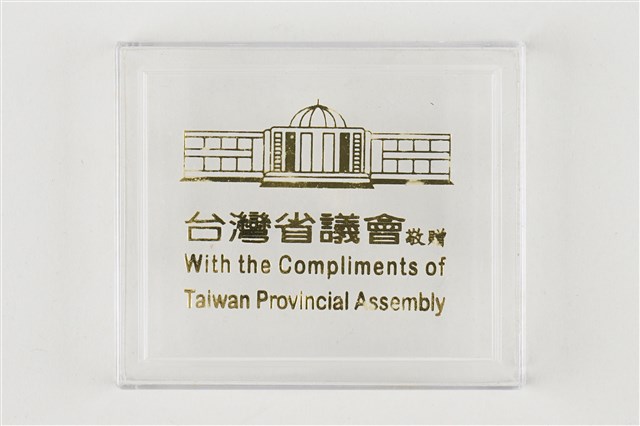 台灣省議會敬贈
With the Compliments of
Taiwan Provincial Assembly